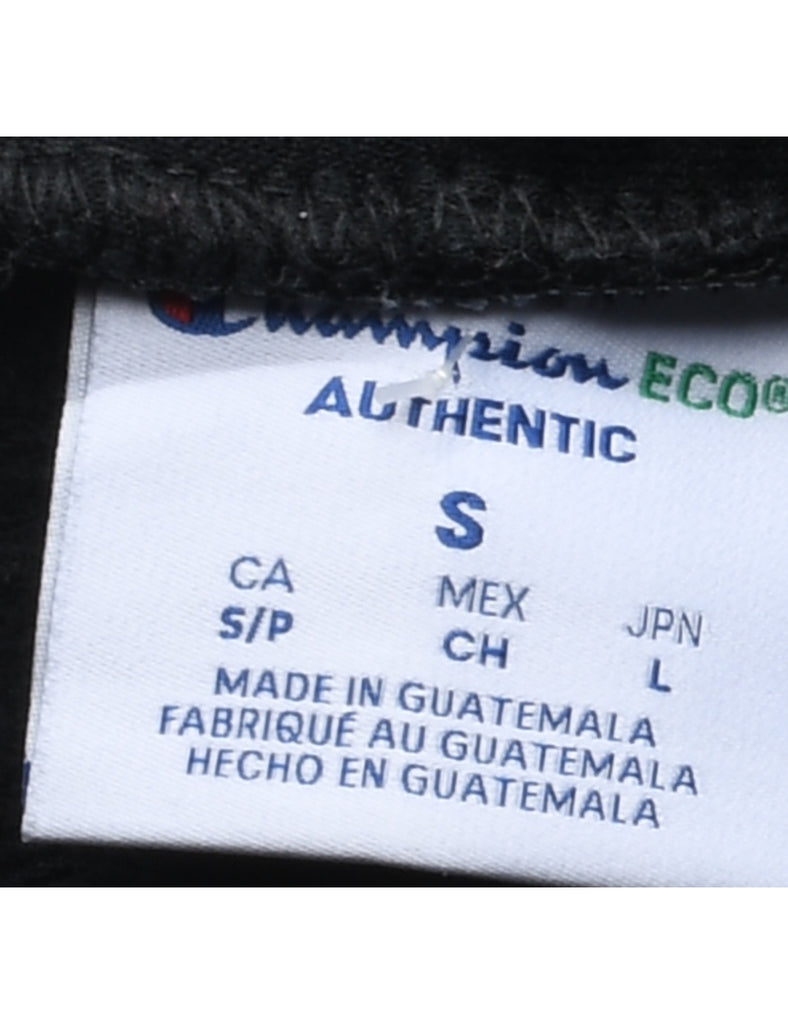 Champion ECO®
AUTHENTIC
S
CA MEX JPN
S/P CH L
MADE IN GUATEMALA
FABRIQUÉ AU GUATEMALA
HECHO EN GUATEMALA